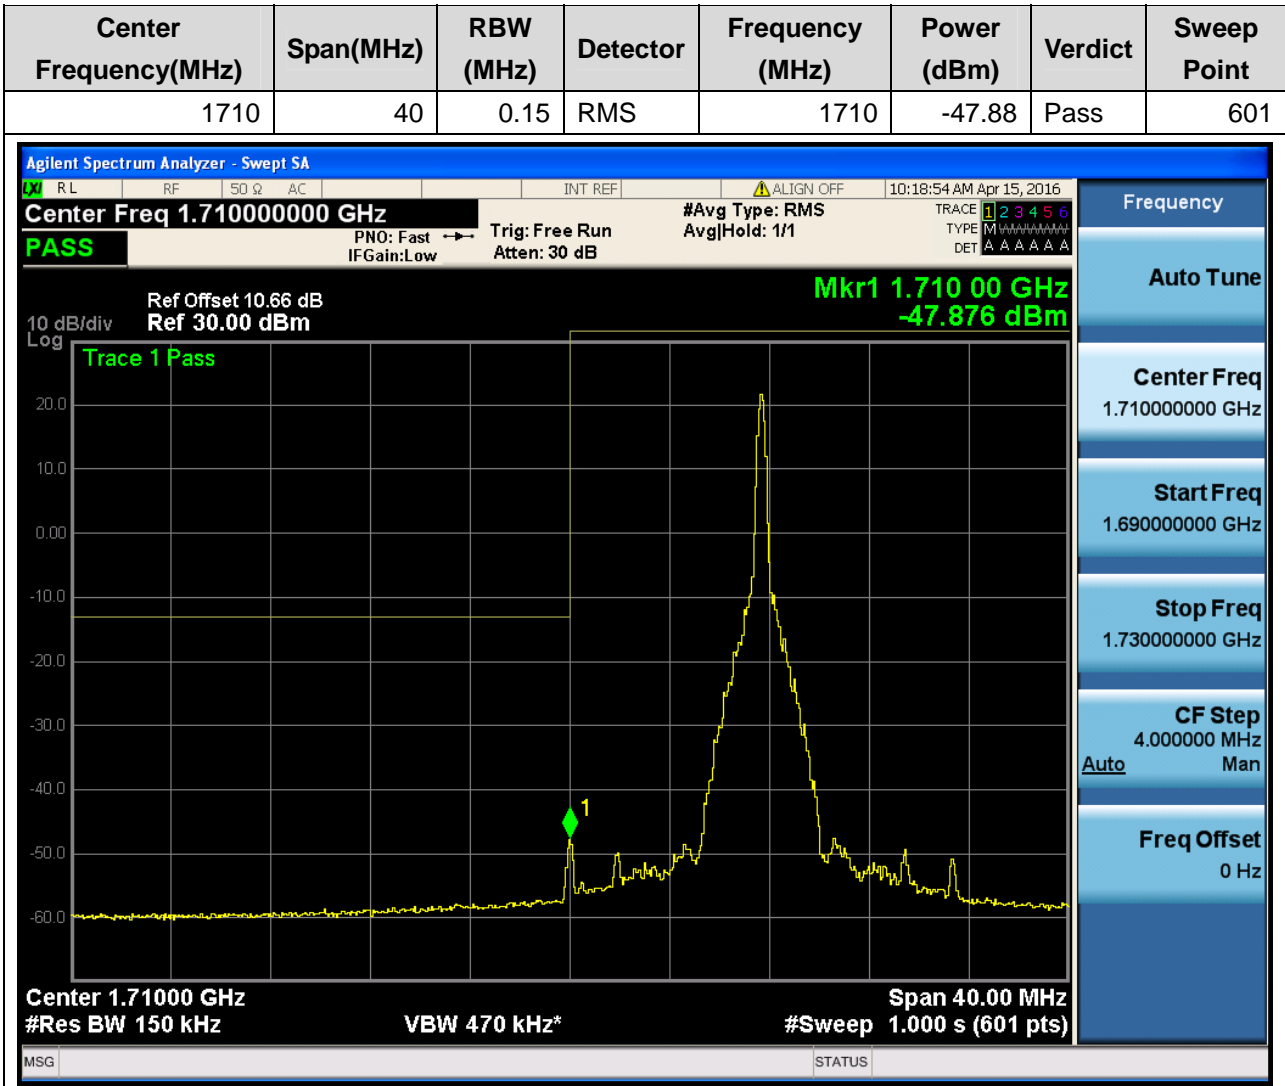 Center Frequency(MHz) Span(MHz) RBW (MHz) Detector Frequency (MHz) Power (dBm) Verdict Sweep Point
1710 40 0.15 RMS 1710 -47.88 Pass 601
Agilent Spectrum Analyzer - Swept SA
LXI RL RF 50 Ω AC INT REF ALIGN OFF 10:18:54 AM Apr 15, 2016
Center Freq 1.710000000 GHz
PASS
PNO: Fast
IFGain:Low
Trig: Free Run
Atten: 30 dB
#Avg Type: RMS
Avg|Hold: 1/1
TRACE 1 2 3 4 5 6
TYPE M WWWWW
DET A A A A A A
Ref Offset 10.66 dB
10 dB/div Ref 30.00 dBm
Log
Mkr1 1.710 00 GHz
-47.876 dBm
Trace 1 Pass
20.0
10.0
0.00
-10.0
-20.0
-30.0
-40.0
-50.0
-60.0
1
Center 1.71000 GHz Span 40.00 MHz
#Res BW 150 kHz VBW 470 kHz* #Sweep 1.000 s (601 pts)
MSG STATUS
Frequency
Auto Tune
Center Freq
1.710000000 GHz
Start Freq
1.690000000 GHz
Stop Freq
1.730000000 GHz
CF Step
4.000000 MHz
Auto Man
Freq Offset
0 Hz